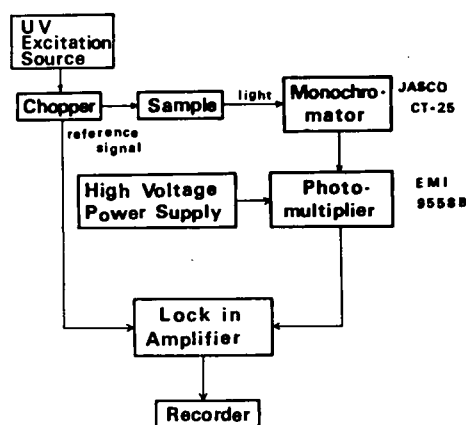 UV
Excitation
Source
Chopper
Sample
light
Monochro-
mator
JASCO
CT-25
reference
signal
High Voltage
Power Supply
Photo-
multiplier
EMI
9558B
Lock in
Amplifier
Recorder